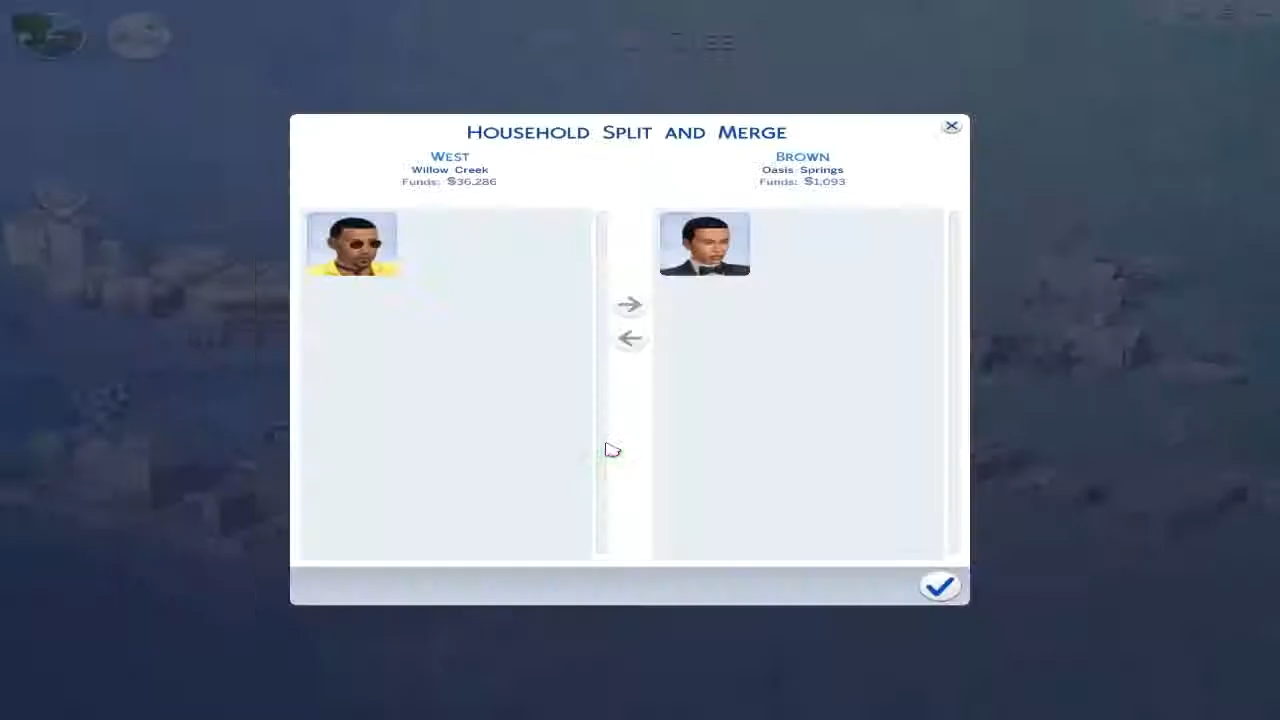 Household Split and Merge
West
Willow Creek
Funds: $36,286
Brown
Oasis Springs
Funds: $1,093